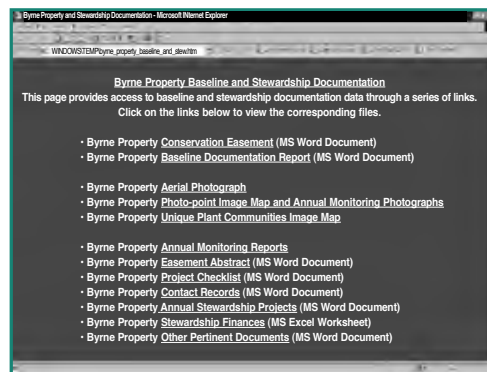 Byrne Property and Stewardship Documentation - Microsoft INternet Explorer
WINDOWS\TEMP\byrne_property_baseline_and_stew.htm
Byrne Property Baseline and Stewardship Documentation
This page provides access to baseline and stewardship documentation data through a series of links.
Click on the links below to view the corresponding files.
• Byrne Property Conservation Easement (MS Word Document)
• Byrne Property Baseline Documentation Report (MS Word Document)
• Byrne Property Aerial Photograph
• Byrne Property Photo-point Image Map and Annual Monitoring Photographs
• Byrne Property Unique Plant Communities Image Map
• Byrne Property Annual Monitoring Reports
• Byrne Property Easement Abstract (MS Word Document)
• Byrne Property Project Checklist (MS Word Document)
• Byrne Property Contact Records (MS Word Document)
• Byrne Property Annual Stewardship Projects (MS Word Document)
• Byrne Property Stewardship Finances (MS Excel Worksheet)
• Byrne Property Other Pertinent Documents (MS Word Document)